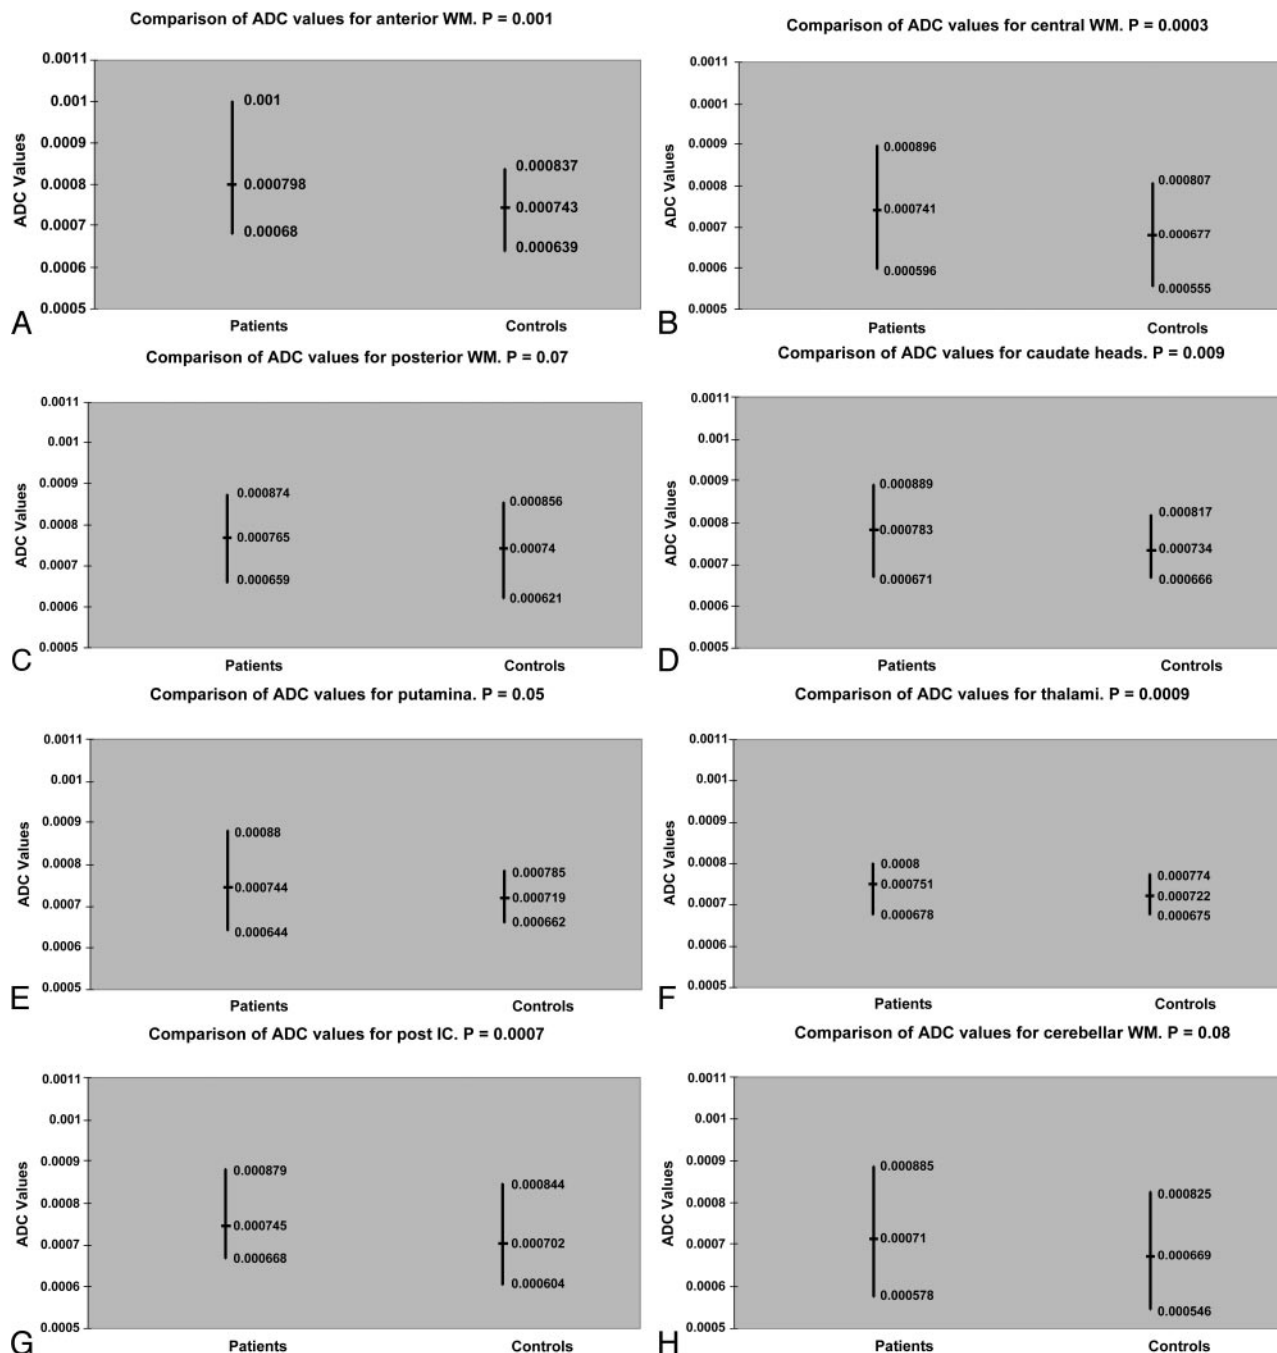 Comparison of ADC values for anterior WM. P = 0.001
ADC Values
0.0011
0.001
0.0009
0.0008
0.0007
0.0006
0.0005
0.001
0.000798
0.00068
0.000837
0.000743
0.000639
Patients
Controls
A
Comparison of ADC values for central WM. P = 0.0003
ADC Values
0.0011
0.001
0.0009
0.0008
0.0007
0.0006
0.0005
0.000896
0.000741
0.000596
0.000807
0.000677
0.000555
Patients
Controls
B
Comparison of ADC values for posterior WM. P = 0.07
ADC Values
0.0011
0.001
0.0009
0.0008
0.0007
0.0006
0.0005
0.000874
0.000765
0.000659
0.000856
0.00074
0.000621
Patients
Controls
C
Comparison of ADC values for caudate heads. P = 0.009
ADC Values
0.0011
0.001
0.0009
0.0008
0.0007
0.0006
0.0005
0.000889
0.000783
0.000671
0.000817
0.000734
0.000666
Patients
Controls
D
Comparison of ADC values for putamina. P = 0.05
ADC Values
0.0011
0.001
0.0009
0.0008
0.0007
0.0006
0.0005
0.00088
0.000744
0.000644
0.000785
0.000719
0.000662
Patients
Controls
E
Comparison of ADC values for thalami. P = 0.0009
ADC Values
0.0011
0.001
0.0009
0.0008
0.0007
0.0006
0.0005
0.0008
0.000751
0.000678
0.000774
0.000722
0.000675
Patients
Controls
F
Comparison of ADC values for post IC. P = 0.0007
ADC Values
0.0011
0.001
0.0009
0.0008
0.0007
0.0006
0.0005
0.000879
0.000745
0.000668
0.000844
0.000702
0.000604
Patients
Controls
G
Comparison of ADC values for cerebellar WM. P = 0.08
ADC Values
0.0011
0.001
0.0009
0.0008
0.0007
0.0006
0.0005
0.000885
0.00071
0.000578
0.000825
0.000669
0.000546
Patients
Controls
H